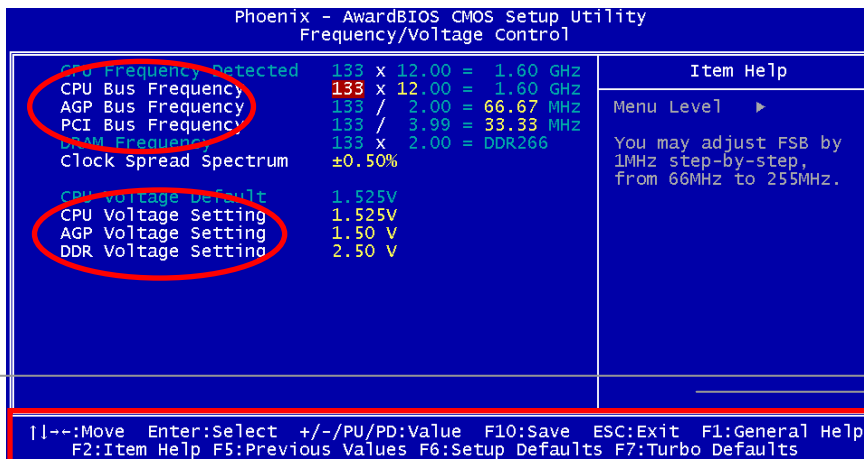 Phoenix - AwardBIOS CMOS Setup Utility
Frequency/Voltage Control
CPU Frequency Detected 133 x 12.00 = 1.60 GHz
CPU Bus Frequency 133 x 12.00 = 1.60 GHz
AGP Bus Frequency 133 / 2.00 = 66.67 MHz
PCI Bus Frequency 133 / 3.99 = 33.33 MHz
DRAM Frequency 133 x 2.00 = DDR266
Clock Spread Spectrum ±0.50%
CPU Voltage Default 1.525V
CPU Voltage Setting 1.525V
AGP Voltage Setting 1.50 V
DDR Voltage Setting 2.50 V
Item Help
Menu Level ►
You may adjust FSB by
1MHz step-by-step,
from 66MHz to 255MHz.
↑↓→←:Move Enter:Select +/-/PU/PD:Value F10:Save ESC:Exit F1:General Help
F2:Item Help F5:Previous Values F6:Setup Defaults F7:Turbo Defaults